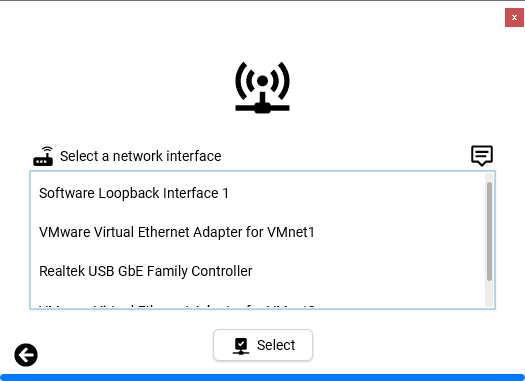 x
Select a network interface
Software Loopback Interface 1
VMware Virtual Ethernet Adapter for VMnet1
Realtek USB GbE Family Controller
Select